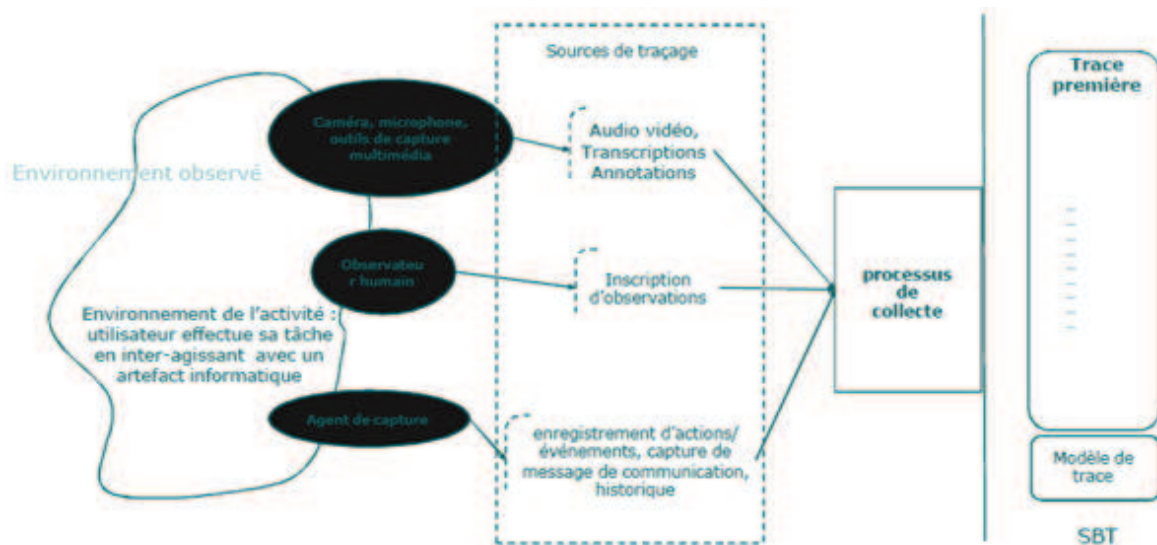 Sources de traçage
Trace
première
Caméra, microphone,
outils de capture
multimédia
Audio vidéo,
Transcriptions
Annotations
Environnement observé
Observateu
r humain
Inscription
d'observations
processus
de
collecte
Environnement de l'activité :
utilisateur effectue sa tâche
en inter-agissant avec un
artefact informatique
Agent de capture
enregistrement d'actions/
événements, capture de
message de communication,
historique
Modèle de
trace
SBT